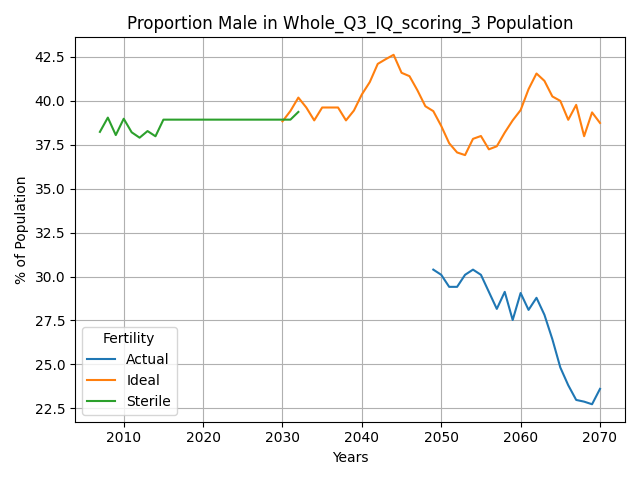 Proportion Male in Whole_Q3_IQ_scoring_3 Population
% of Population
42.5
40.0
37.5
35.0
32.5
30.0
27.5
25.0
22.5
Fertility
Actual
Ideal
Sterile
2010 2020 2030 2040 2050 2060 2070
Years